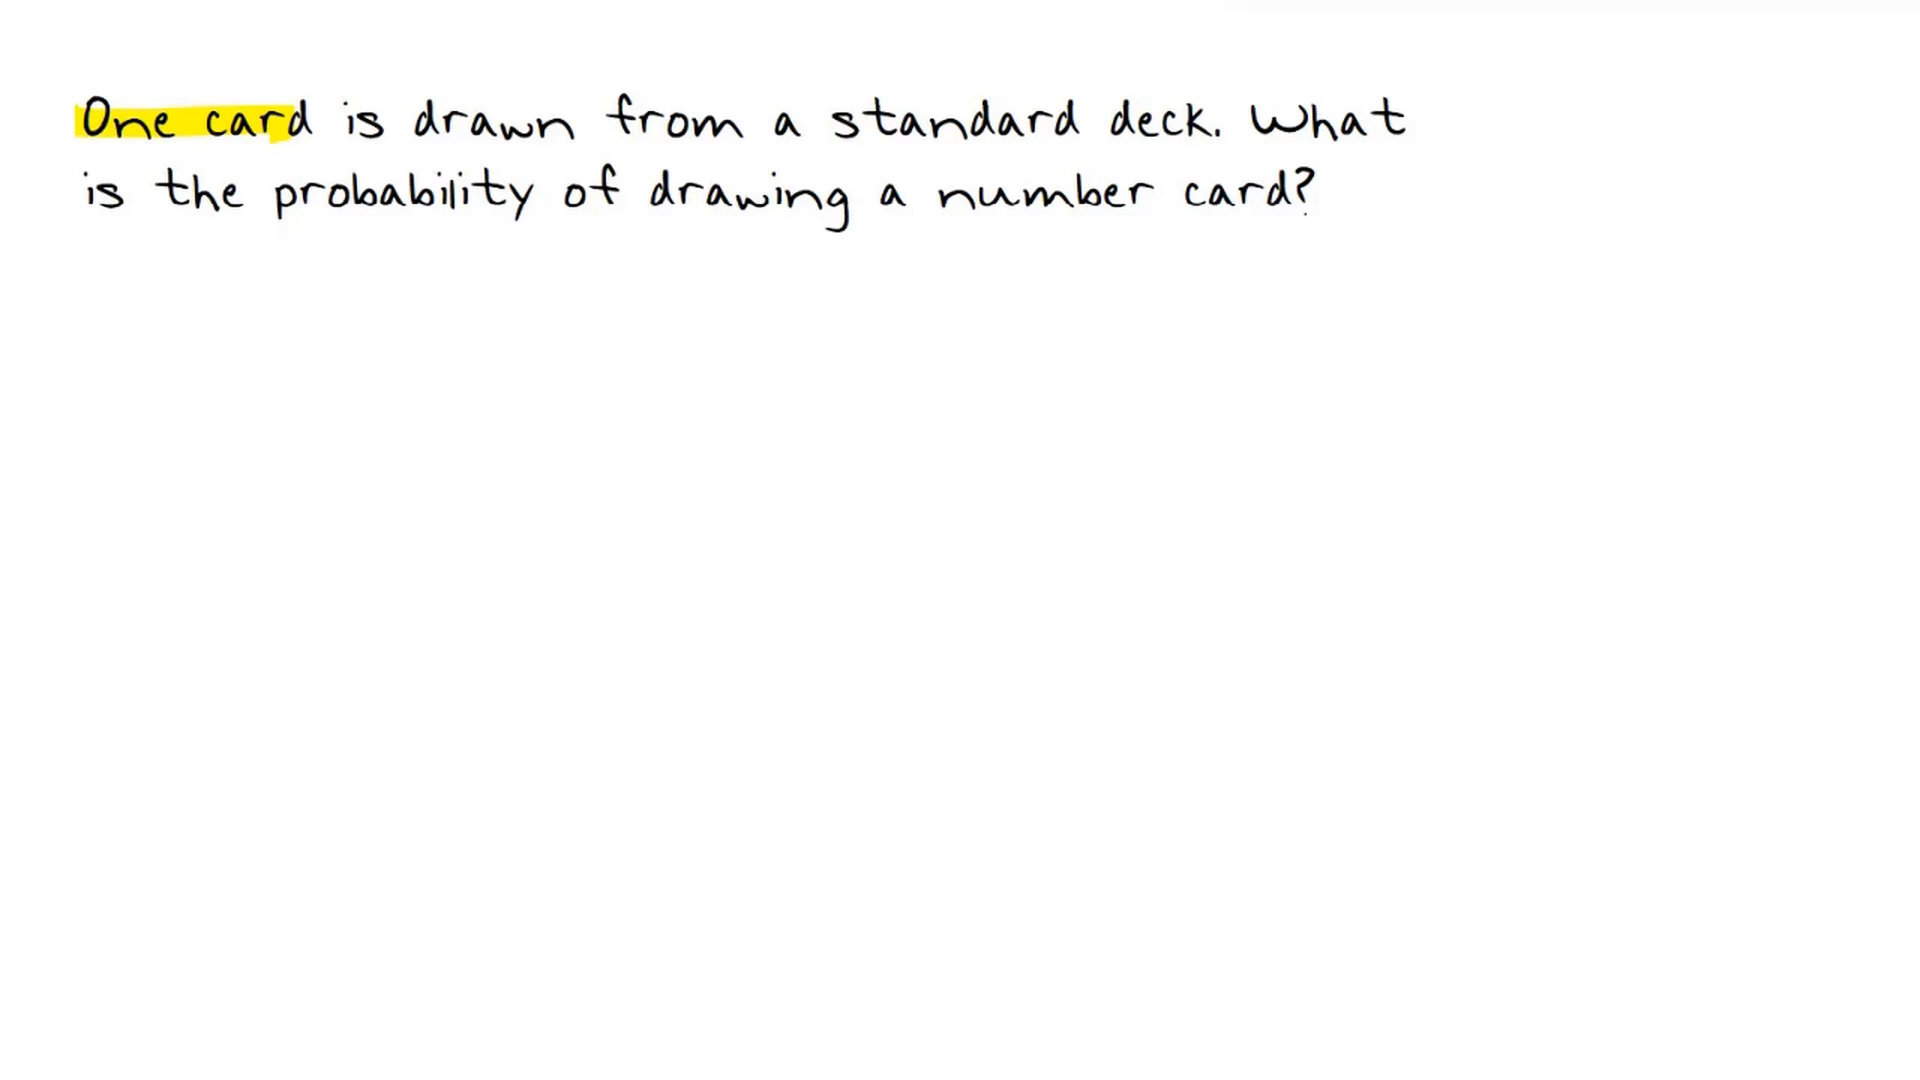 One card is drawn from a standard deck. What
is the probability of drawing a number card?